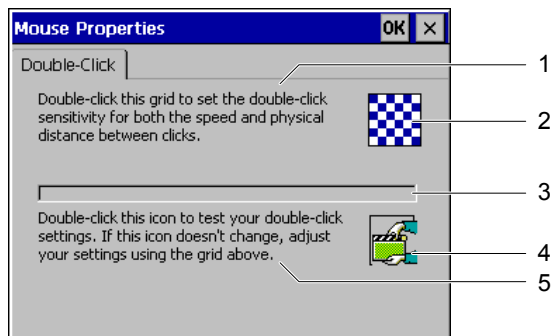 Mouse Properties OK ×
Double-Click
1
Double-click this grid to set the double-click
sensitivity for both the speed and physical
distance between clicks.
2
3
Double-click this icon to test your double-click
settings. If this icon doesn't change, adjust
your settings using the grid above.
4
5